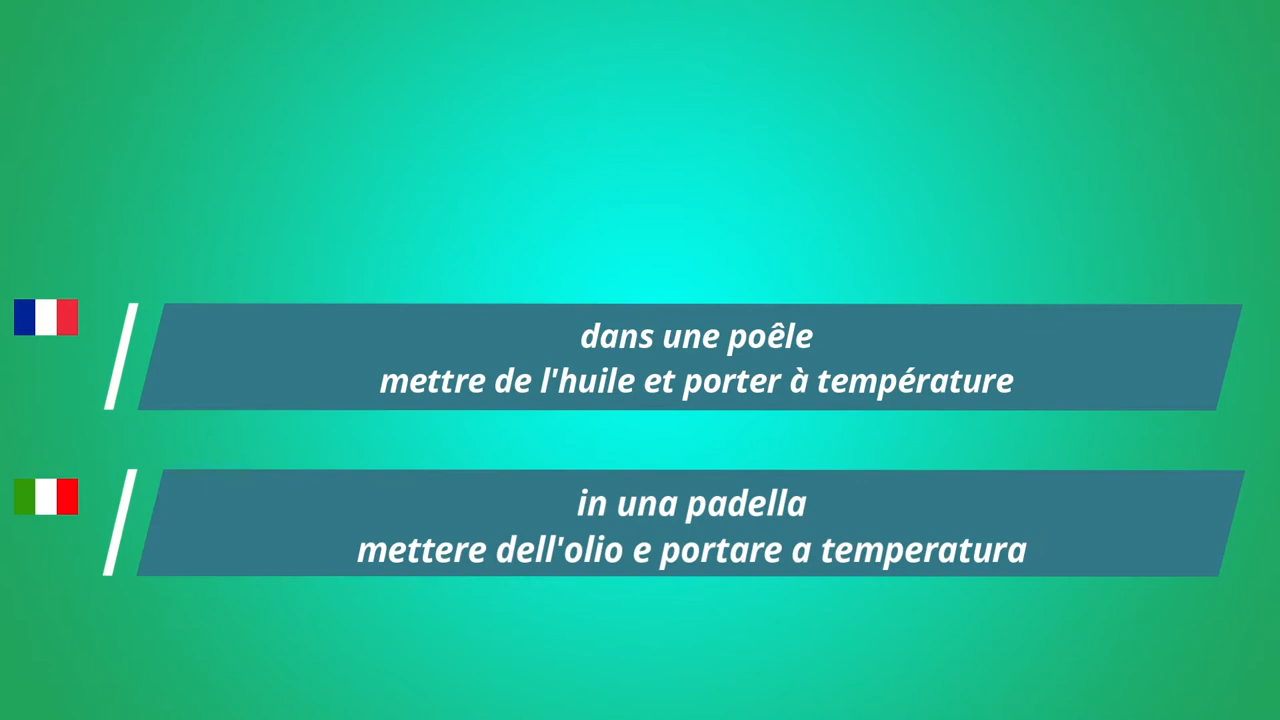 dans une poêle
mettre de l'huile et porter à température
in una padella
mettere dell'olio e portare a temperatura